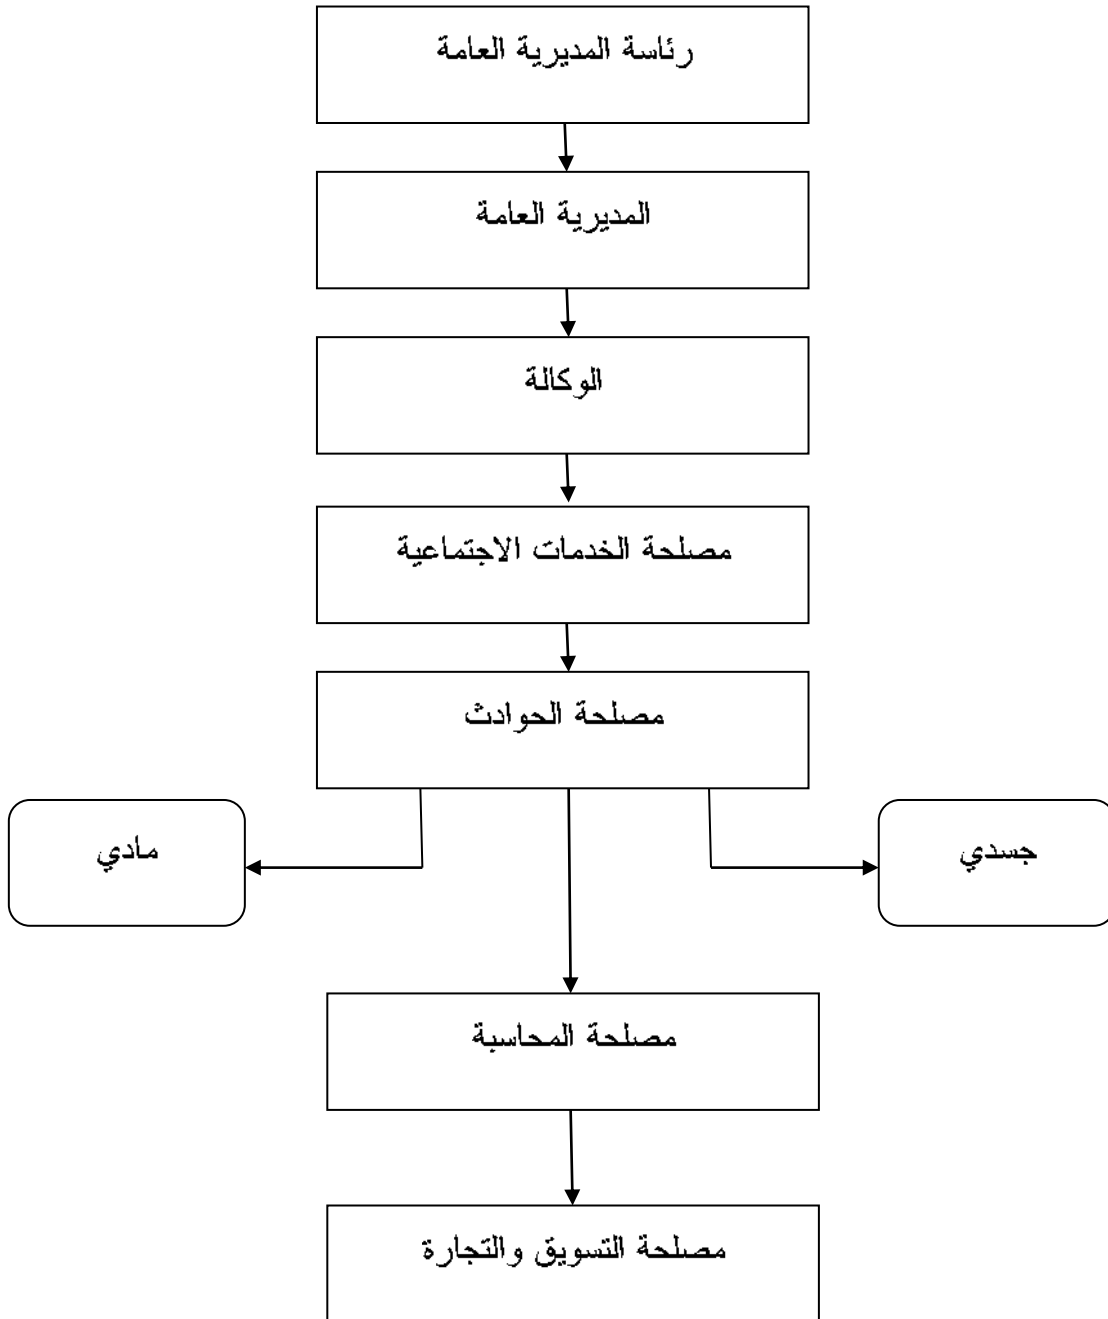 رئاسة المديرية العامة
المديرية العامة
الوكالة
مصلحة الخدمات الاجتماعية
مصلحة الحوادث
جسدي
مادي
مصلحة المحاسبة
مصلحة التسويق والتجارة